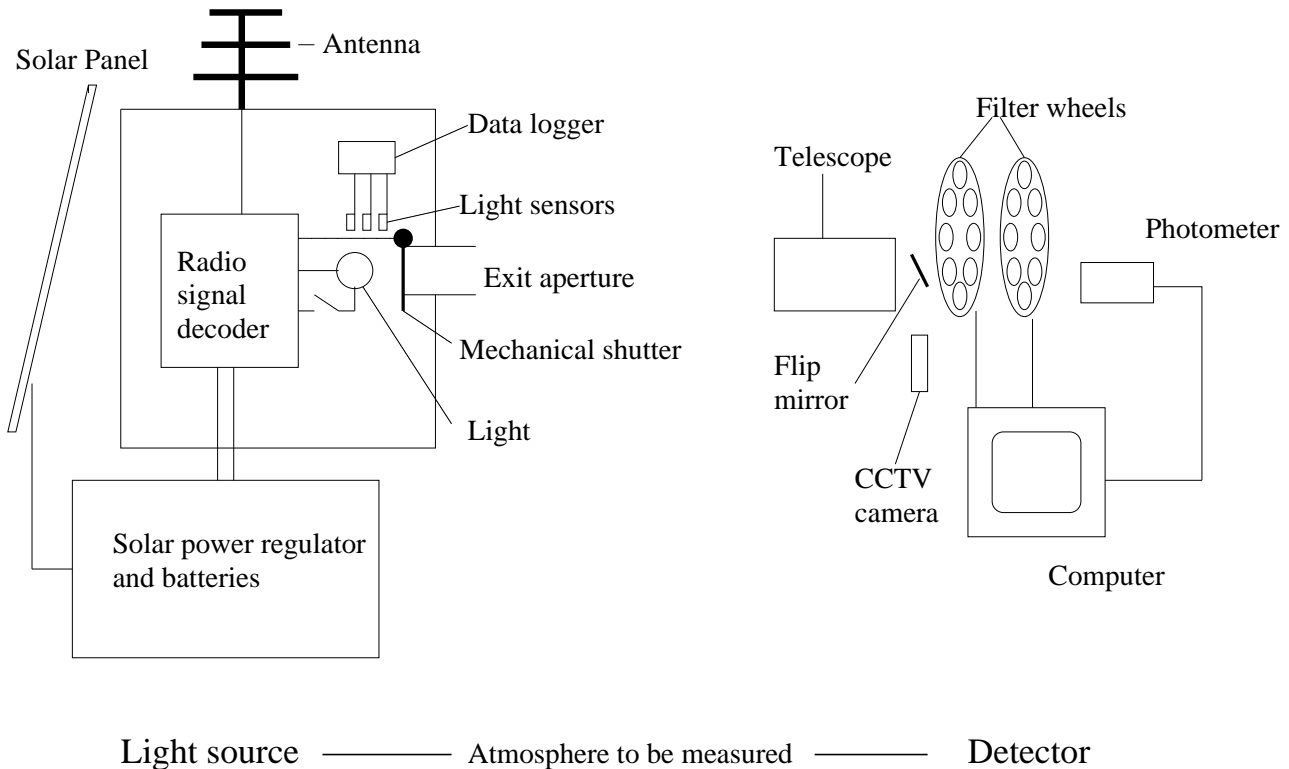 Solar Panel
– Antenna
Data logger
Light sensors
Radio
signal
decoder
Exit aperture
Mechanical shutter
Light
Solar power regulator
and batteries
Filter wheels
Telescope
Photometer
Flip
mirror
CCTV
camera
Computer
Light source —— Atmosphere to be measured —— Detector